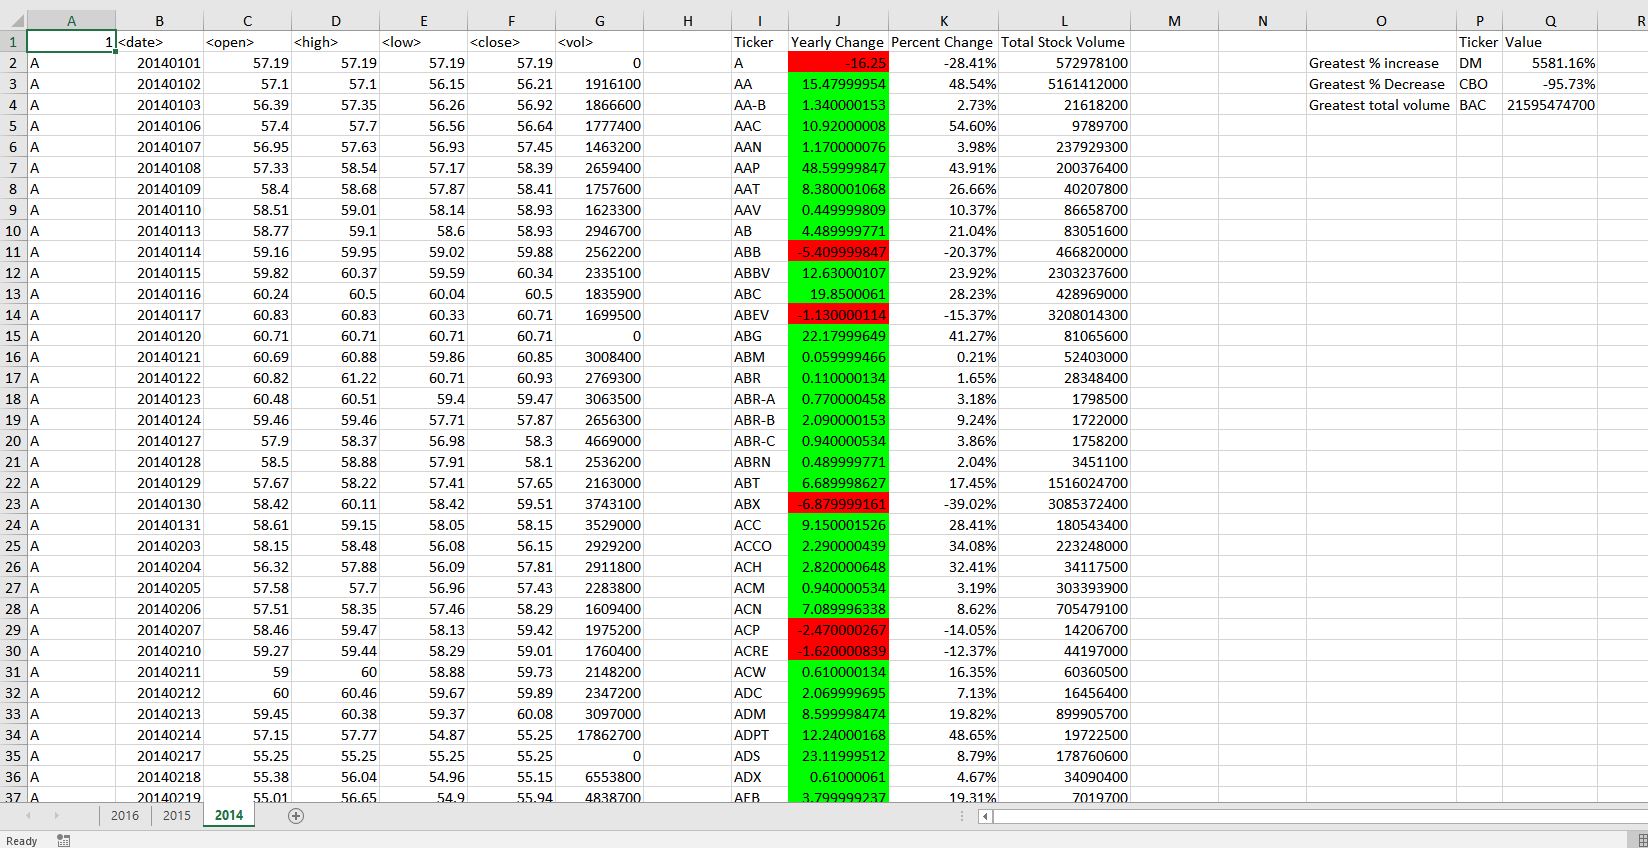 A B C D E F G H I J K L M N O P Q R
1 1 <date> <open> <high> <low> <close> <vol> Ticker Yearly Change Percent Change Total Stock Volume Ticker Value
2 A 20140101 57.19 57.19 57.19 57.19 0 A -16.25 -28.41% 572978100 Greatest % increase DM 5581.16%
3 A 20140102 57.1 57.1 56.15 56.21 1916100 AA 15.47999954 48.54% 5161412000 Greatest % Decrease CBO -95.73%
4 A 20140103 56.39 57.35 56.26 56.92 1866600 AA-B 1.340000153 2.73% 21618200 Greatest total volume BAC 21595474700
5 A 20140106 57.4 57.7 56.56 56.64 1777400 AAC 10.92000008 54.60% 9789700
6 A 20140107 56.95 57.63 56.93 57.45 1463200 AAN 1.170000076 3.98% 237929300
7 A 20140108 57.33 58.54 57.17 58.39 2659400 AAP 48.59999847 43.91% 200376400
8 A 20140109 58.4 58.68 57.87 58.41 1757600 AAT 8.380001068 26.66% 40207800
9 A 20140110 58.51 59.01 58.14 58.93 1623300 AAV 0.449999809 10.37% 86658700
10 A 20140113 58.77 59.1 58.6 58.93 2946700 AB 4.489999771 21.04% 83051600
11 A 20140114 59.16 59.95 59.02 59.88 2562200 ABB -5.409999847 -20.37% 466820000
12 A 20140115 59.82 60.37 59.59 60.34 2335100 ABBV 12.63000107 23.92% 2303237600
13 A 20140116 60.24 60.5 60.04 60.5 1835900 ABC 19.8500061 28.23% 428969000
14 A 20140117 60.83 60.83 60.33 60.71 1699500 ABEV -1.130000114 -15.37% 3208014300
15 A 20140120 60.71 60.71 60.71 60.71 0 ABG 22.17999649 41.27% 81065600
16 A 20140121 60.69 60.88 59.86 60.85 3008400 ABM 0.059999466 0.21% 52403000
17 A 20140122 60.82 61.22 60.71 60.93 2769300 ABR 0.110000134 1.65% 28348400
18 A 20140123 60.48 60.51 59.4 59.47 3063500 ABR-A 0.770000458 3.18% 1798500
19 A 20140124 59.46 59.46 57.71 57.87 2656300 ABR-B 2.090000153 9.24% 1722000
20 A 20140127 57.9 58.37 56.98 58.3 4669000 ABR-C 0.940000534 3.86% 1758200
21 A 20140128 58.5 58.88 57.91 58.1 2536200 ABRN 0.489999771 2.04% 3451100
22 A 20140129 57.67 58.22 57.41 57.65 2163000 ABT 6.689998627 17.45% 1516024700
23 A 20140130 58.42 60.11 58.42 59.51 3743100 ABX -6.879999161 -39.02% 3085372400
24 A 20140131 58.61 59.15 58.05 58.15 3529000 ACC 9.150001526 28.41% 180543400
25 A 20140203 58.15 58.48 56.08 56.15 2929200 ACCO 2.290000439 34.08% 223248000
26 A 20140204 56.32 57.88 56.09 57.81 2911800 ACH 2.820000648 32.41% 34117500
27 A 20140205 57.58 57.7 56.96 57.43 2283800 ACM 0.940000534 3.19% 303393900
28 A 20140206 57.51 58.35 57.46 58.29 1609400 ACN 7.089996338 8.62% 705479100
29 A 20140207 58.46 59.47 58.13 59.42 1975200 ACP -2.470000267 -14.05% 14206700
30 A 20140210 59.27 59.44 58.29 59.01 1760400 ACRE -1.620000839 -12.37% 44197000
31 A 20140211 59 60 58.88 59.73 2148200 ACW 0.610000134 16.35% 60360500
32 A 20140212 60 60.46 59.67 59.89 2347200 ADC 2.069999695 7.13% 16456400
33 A 20140213 59.45 60.38 59.37 60.08 3097000 ADM 8.599998474 19.82% 899905700
34 A 20140214 57.15 57.77 54.87 55.25 17862700 ADPT 12.24000168 48.65% 19722500
35 A 20140217 55.25 55.25 55.25 55.25 0 ADS 23.11999512 8.79% 178760600
36 A 20140218 55.38 56.04 54.96 55.15 6553800 ADX 0.61000061 4.67% 34090400
37 A 20140219 55.01 56.65 54.9 55.94 4838700 AEB 3.799999237 19.31% 7019700
2016 2015 2014
Ready